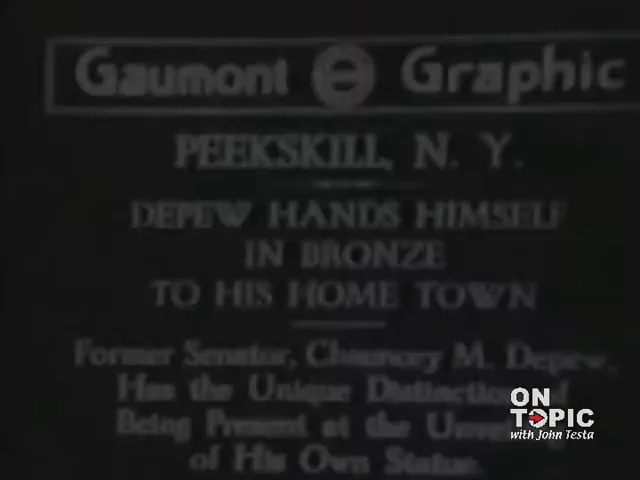 Gaumont Graphic
PEEKSKILL, N. Y.
DEPEW HANDS HIMSELF
IN BRONZE
TO HIS HOME TOWN
Former Senator, Chauncey M. Depew,
Has the Unique Distinction of
Being Present at the
of His Own Statue.
ON
TOPIC
with John Testa